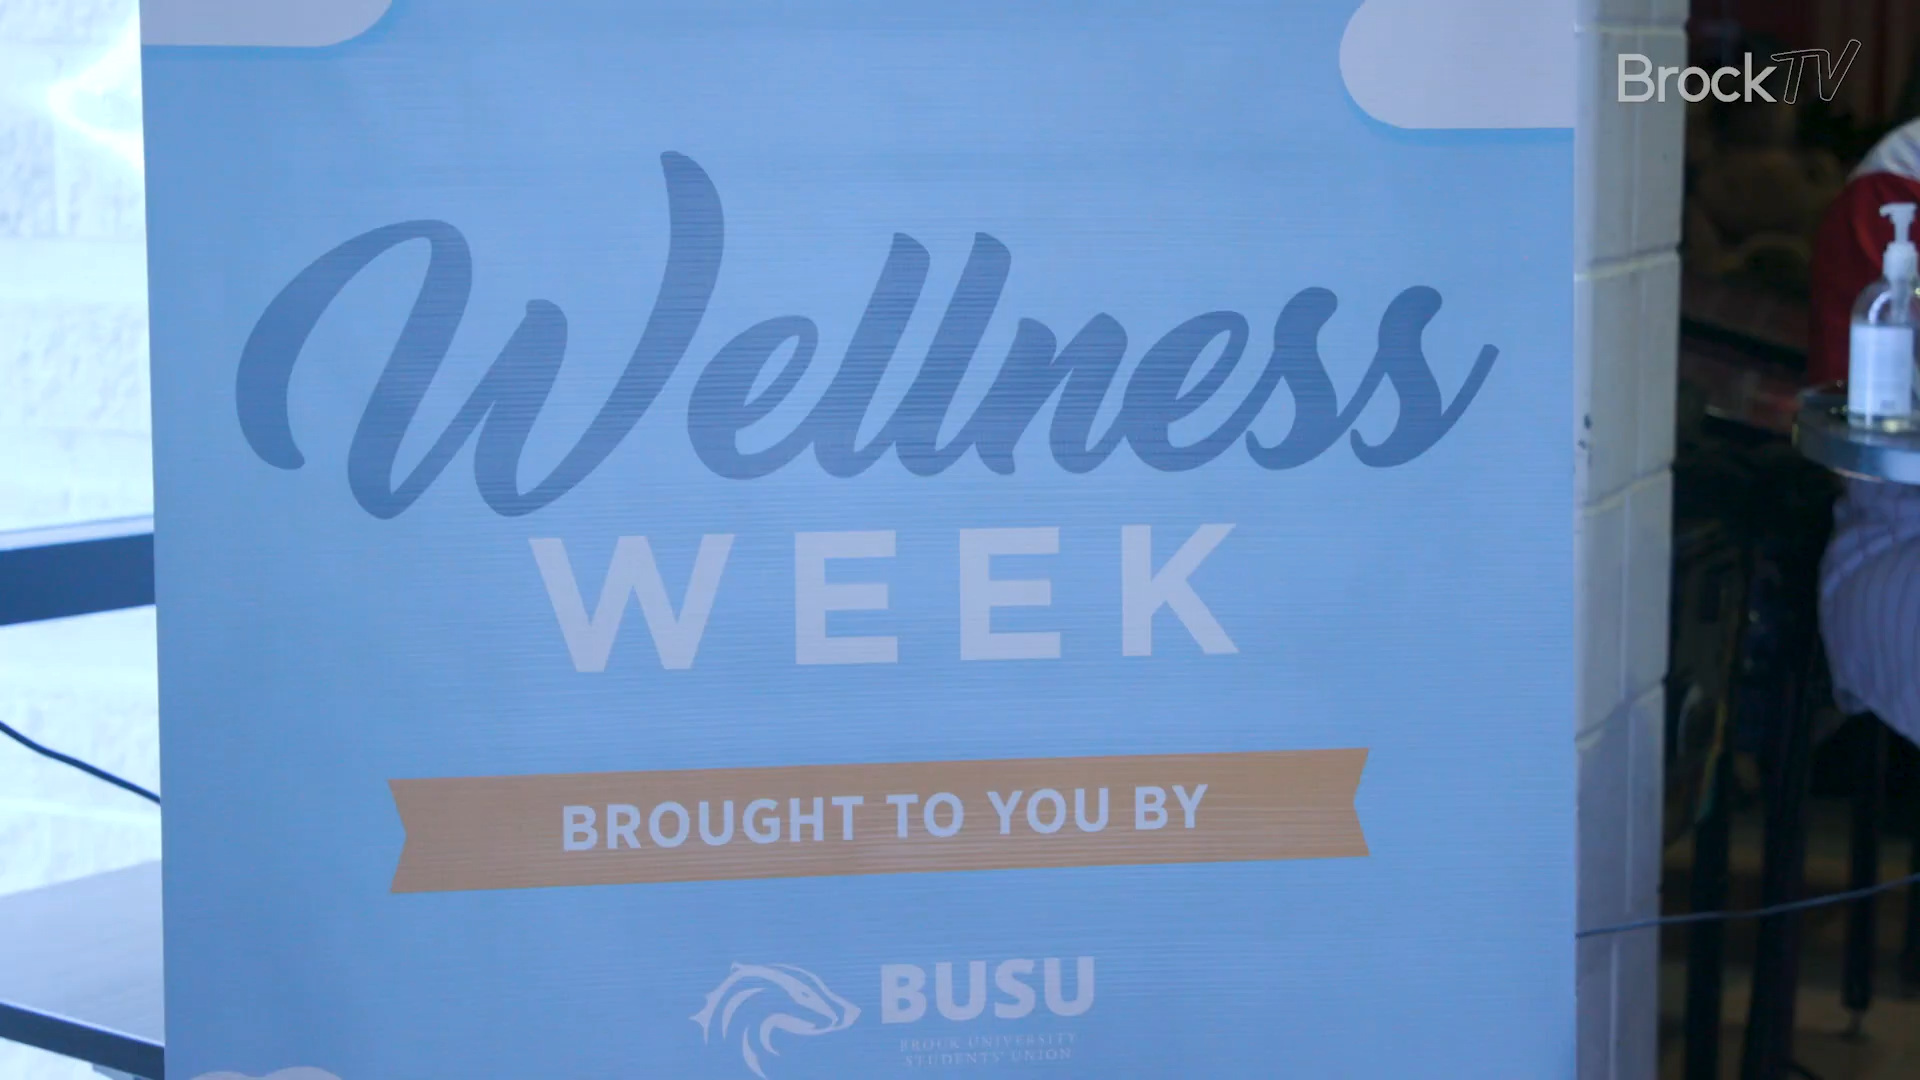 BrockTV
Wellness
WEEK
BROUGHT TO YOU BY
BUSU
BROCK UNIVERSITY
STUDENTS' UNION